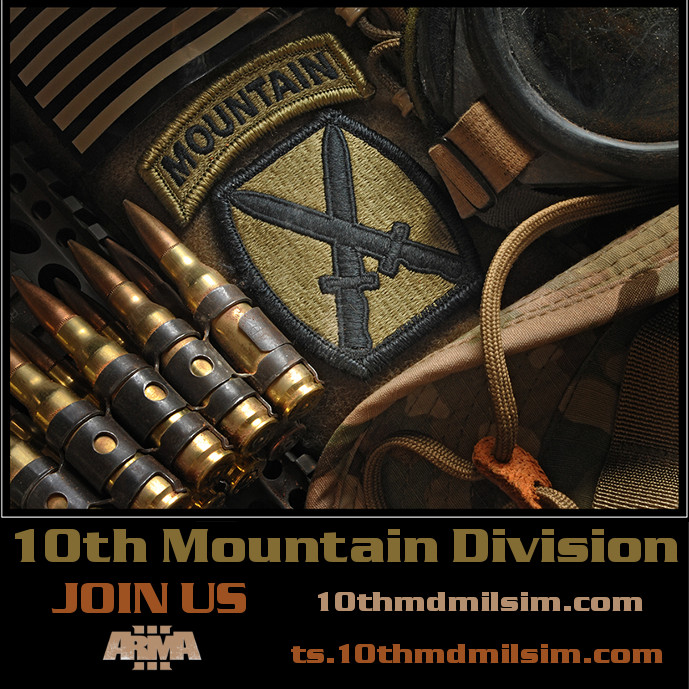 MOUNTAIN
10th Mountain Division
JOIN US
10thmdmilsim.com
ARMA
III
ts.10thmdmilsim.com